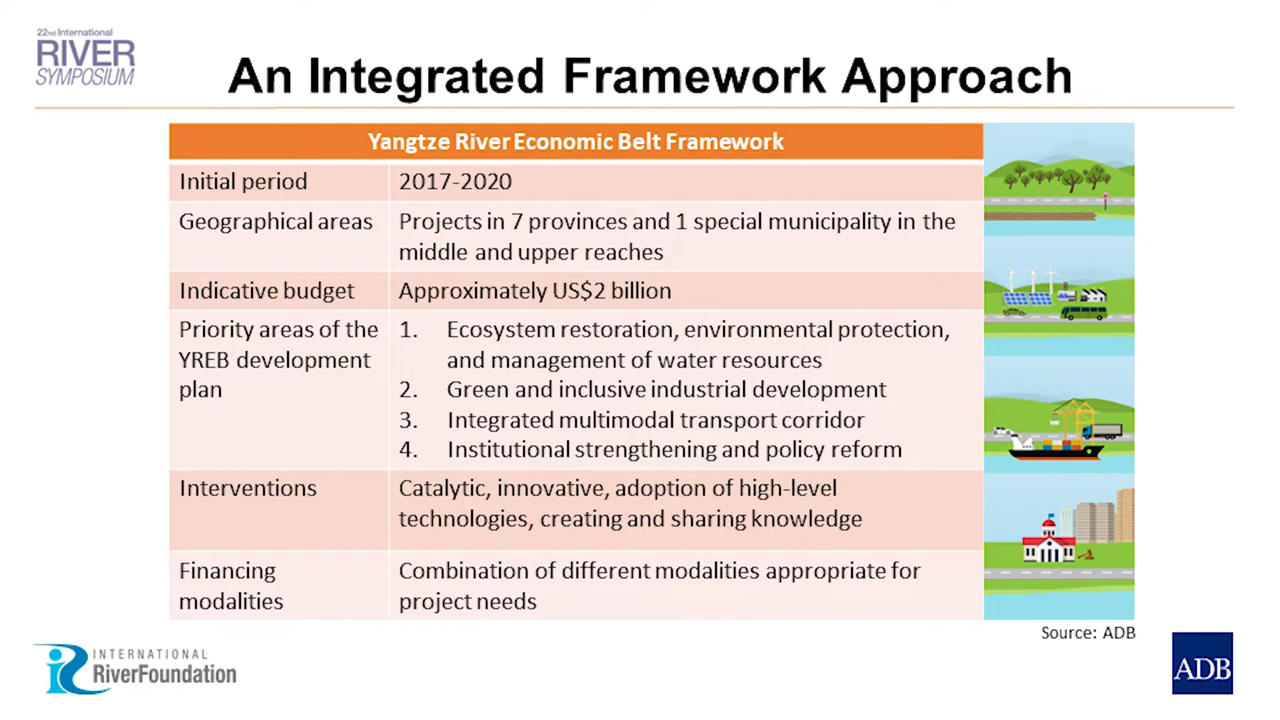 22nd International
RIVER
SYMPOSIUM
An Integrated Framework Approach
Yangtze River Economic Belt Framework
Initial period
2017-2020
Geographical areas
Projects in 7 provinces and 1 special municipality in the
middle and upper reaches
Indicative budget
Approximately US$2 billion
Priority areas of the
YREB development
plan
1. Ecosystem restoration, environmental protection,
and management of water resources
2. Green and inclusive industrial development
3. Integrated multimodal transport corridor
4. Institutional strengthening and policy reform
Interventions
Catalytic, innovative, adoption of high-level
technologies, creating and sharing knowledge
Financing
modalities
Combination of different modalities appropriate for
project needs
Source: ADB
INTERNATIONAL
RiverFoundation
ADB